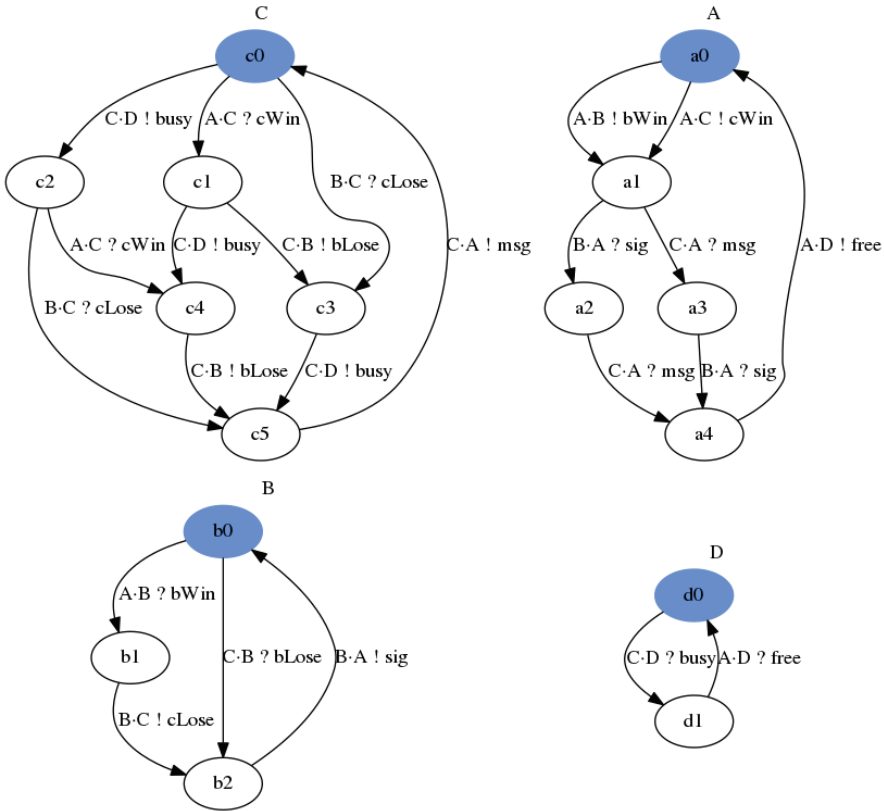 C
c0
C·D ! busy
A·C ? cWin
B·C ? cLose
c2
c1
A·C ? cWin
C·D ! busy
C·B ! bLose
C·A ! msg
B·C ? cLose
c4
c3
C·B ! bLose
C·D ! busy
c5
A
a0
A·B ! bWin
A·C ! cWin
a1
B·A ? sig
C·A ? msg
A·D ! free
a2
a3
C·A ? msg
B·A ? sig
a4
B
b0
A·B ? bWin
b1
C·B ? bLose
B·A ! sig
B·C ! cLose
b2
D
d0
C·D ? busy
A·D ? free
d1